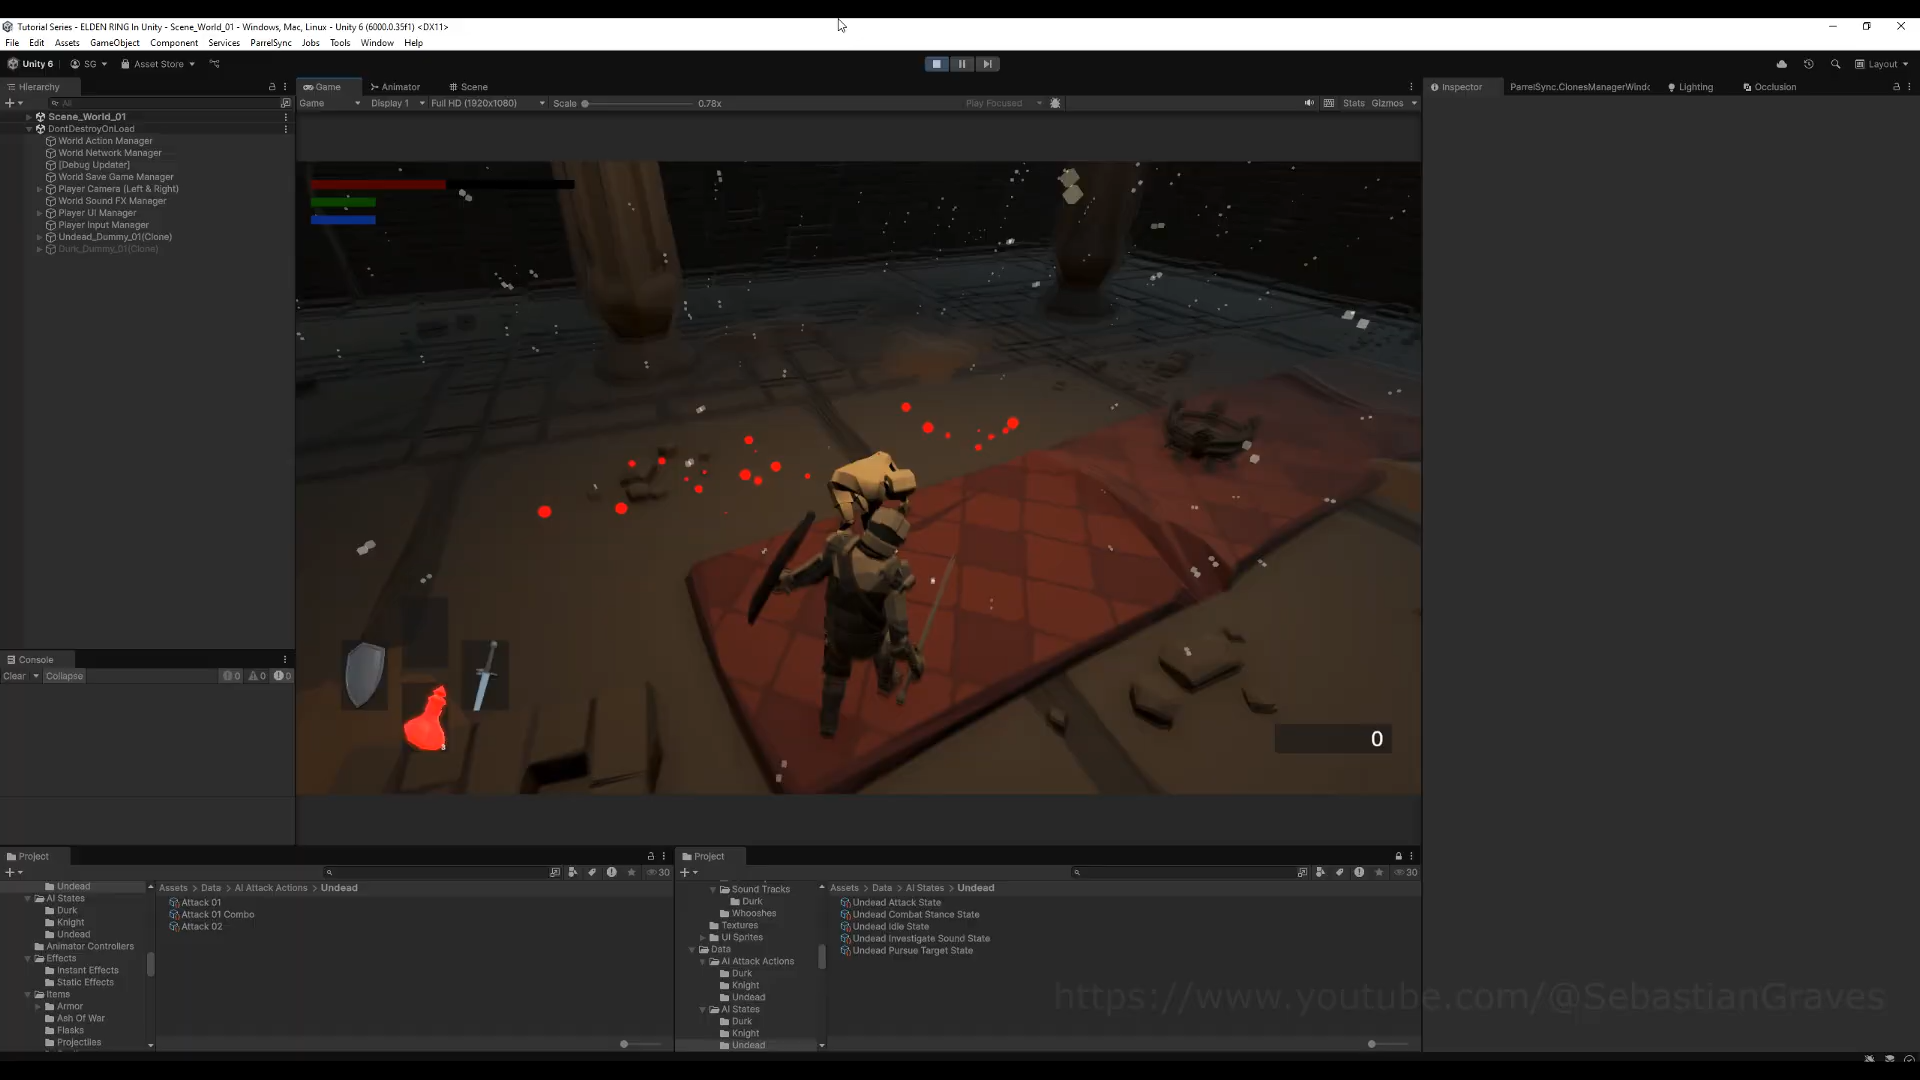 Tutorial Series - ELDEN RING In Unity - Scene_World_01 - Windows, Mac, Linux - Unity 6 (6000.0.35f1) <DX11>
File Edit Assets GameObject Component Services ParrelSync Jobs Tools Window Help
Unity 6 SG Asset Store Layout
Hierarchy
All
Scene_World_01
DontDestroyOnLoad
World Action Manager
World Network Manager
[Debug Updater]
World Save Game Manager
Player Camera (Left & Right)
World Sound FX Manager
Player UI Manager
Player Input Manager
Undead_Dummy_01(Clone)
Durk_Dummy_01(Clone)
Game Animator Scene
Game Display 1 Full HD (1920x1080) Scale 0.78x Play Focused Stats Gizmos
3
0
Inspector ParrelSync.ClonesManagerWindo Lighting Occlusion
Console
Clear Collapse 0 0 0
Project
30
Undead
AI States
Durk
Knight
Undead
Animator Controllers
Effects
Instant Effects
Static Effects
Items
Armor
Ash Of War
Flasks
Projectiles
Assets > Data > AI Attack Actions > Undead
Attack 01
Attack 01 Combo
Attack 02
Project
30
Sound Tracks
Durk
Whooshes
Textures
UI Sprites
Data
AI Attack Actions
Durk
Knight
Undead
AI States
Durk
Knight
Undead
Assets > Data > AI States > Undead
Undead Attack State
Undead Combat Stance State
Undead Idle State
Undead Investigate Sound State
Undead Pursue Target State
https://www.youtube.com/@SebastianGraves